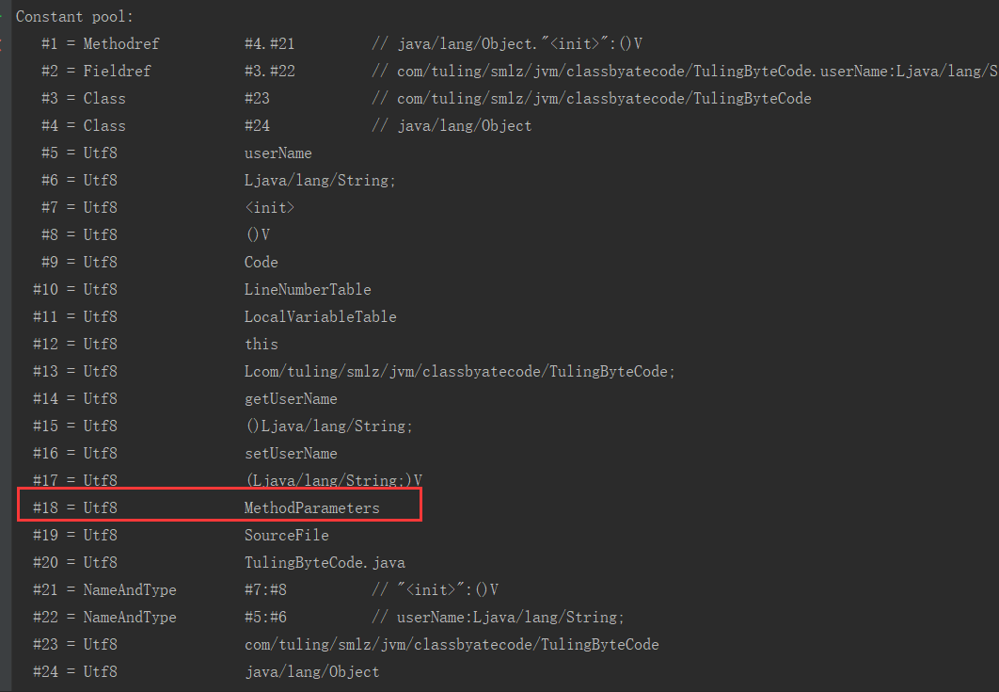 Constant pool:
#1 = Methodref #4.#21 // java/lang/Object."<init>":()V
#2 = Fieldref #3.#22 // com/tuling/smlz/jvm/classbyatecode/TulingByteCode.userName:Ljava/lang/S
#3 = Class #23 // com/tuling/smlz/jvm/classbyatecode/TulingByteCode
#4 = Class #24 // java/lang/Object
#5 = Utf8 userName
#6 = Utf8 Ljava/lang/String;
#7 = Utf8 <init>
#8 = Utf8 ()V
#9 = Utf8 Code
#10 = Utf8 LineNumberTable
#11 = Utf8 LocalVariableTable
#12 = Utf8 this
#13 = Utf8 Lcom/tuling/smlz/jvm/classbyatecode/TulingByteCode;
#14 = Utf8 getUserName
#15 = Utf8 ()Ljava/lang/String;
#16 = Utf8 setUserName
#17 = Utf8 (Ljava/lang/String;)V
#18 = Utf8 MethodParameters
#19 = Utf8 SourceFile
#20 = Utf8 TulingByteCode.java
#21 = NameAndType #7:#8 // "<init>":()V
#22 = NameAndType #5:#6 // userName:Ljava/lang/String;
#23 = Utf8 com/tuling/smlz/jvm/classbyatecode/TulingByteCode
#24 = Utf8 java/lang/Object